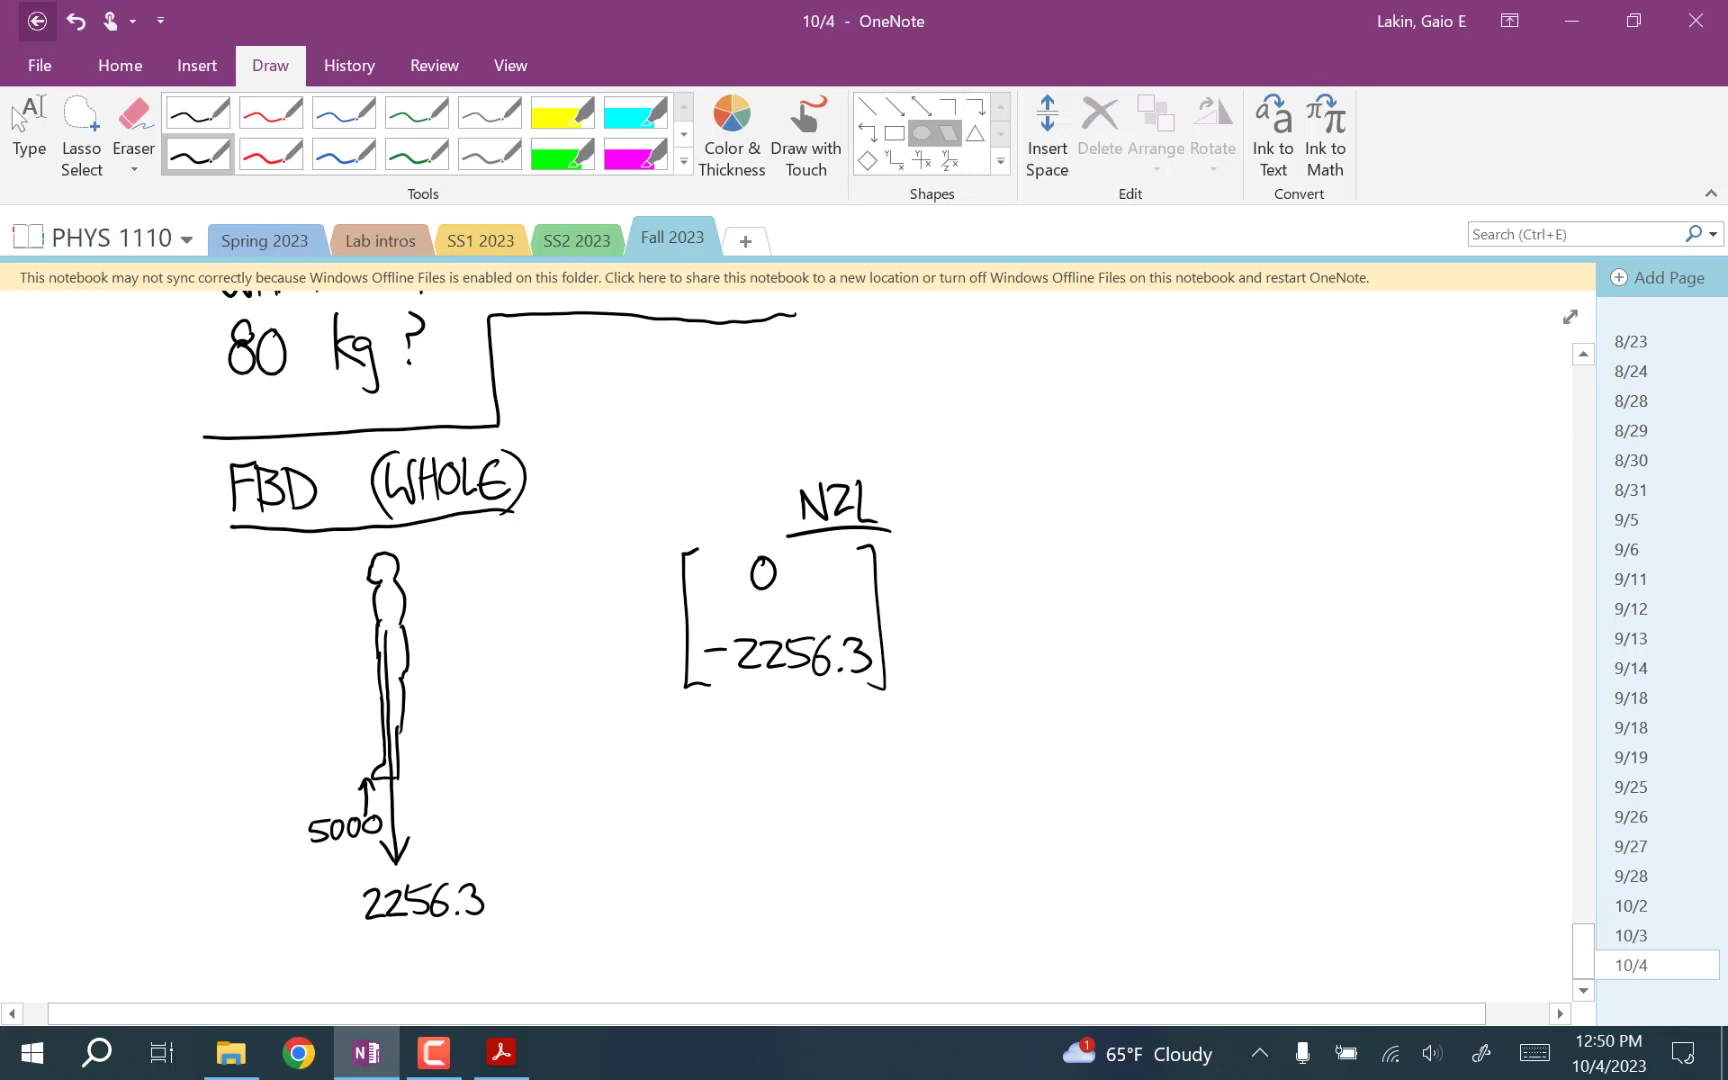 10/4 - OneNote
Lakin, Gaio E
File Home Insert Draw History Review View
Type
Lasso Select
Eraser
Color & Thickness
Draw with Touch
Insert Space
Delete
Arrange
Rotate
Ink to Text
Ink to Math
Tools
Shapes
Edit
Convert
PHYS 1110
Spring 2023
Lab intros
SS1 2023
SS2 2023
Fall 2023
Search (Ctrl+E)
This notebook may not sync correctly because Windows Offline Files is enabled on this folder. Click here to share this notebook to a new location or turn off Windows Offline Files on this notebook and restart OneNote.
Add Page
80 kg ?
FBD (WHOLE)
N2L
0
-2256.3
5000
2256.3
8/23
8/24
8/28
8/29
8/30
8/31
9/5
9/6
9/11
9/12
9/13
9/14
9/18
9/18
9/19
9/25
9/26
9/27
9/28
10/2
10/3
10/4
1
65°F Cloudy
12:50 PM
10/4/2023